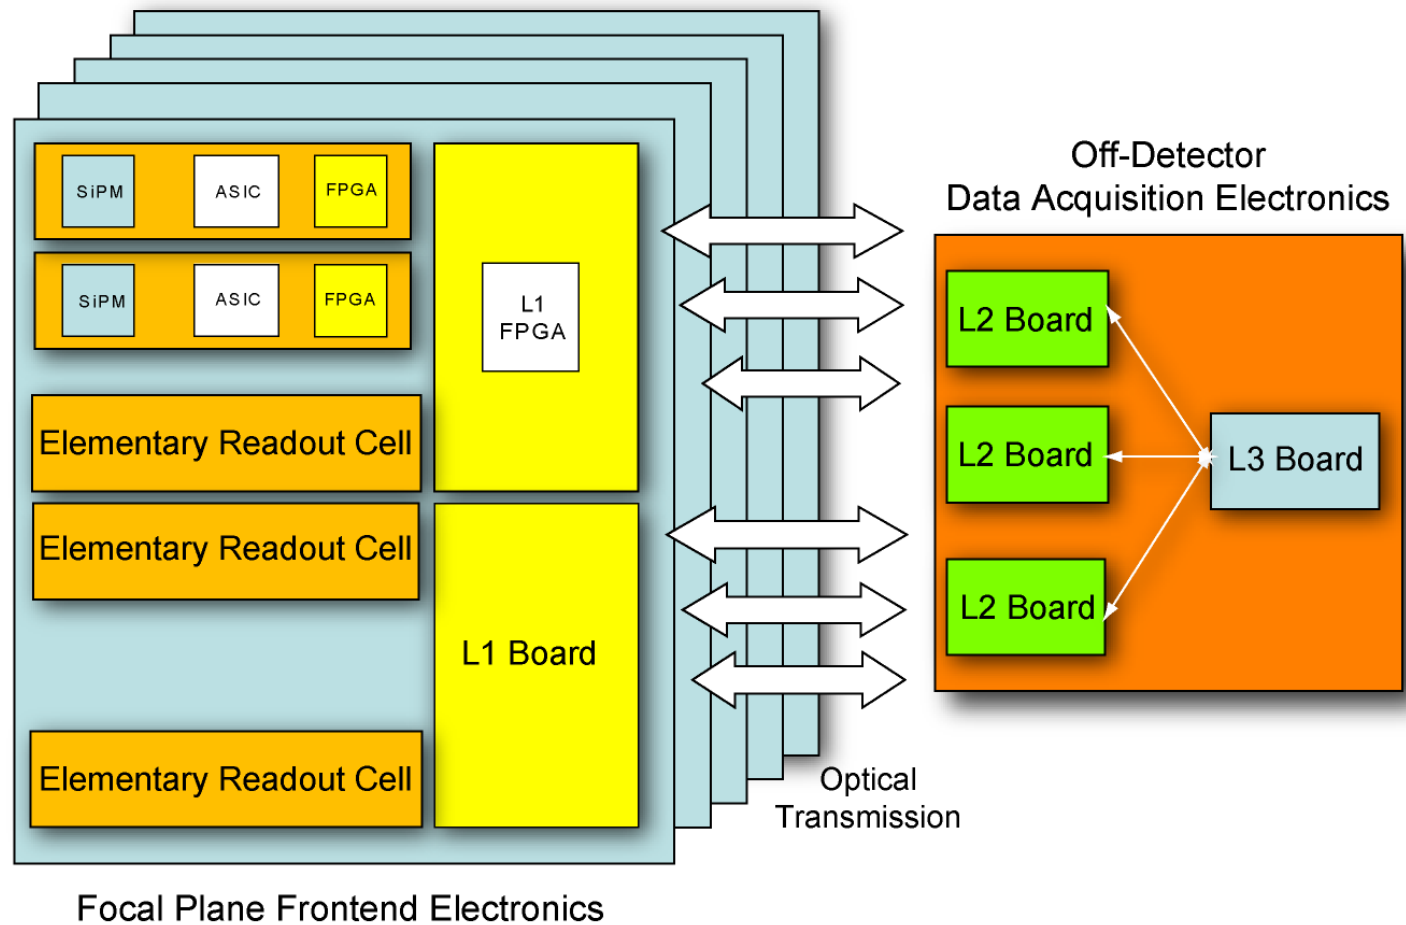 Off-Detector
Data Acquisition Electronics
SiPM ASIC FPGA
SiPM ASIC FPGA
L1
FPGA
Elementary Readout Cell
Elementary Readout Cell
L1 Board
Elementary Readout Cell
L2 Board
L2 Board
L3 Board
L2 Board
Optical
Transmission
Focal Plane Frontend Electronics